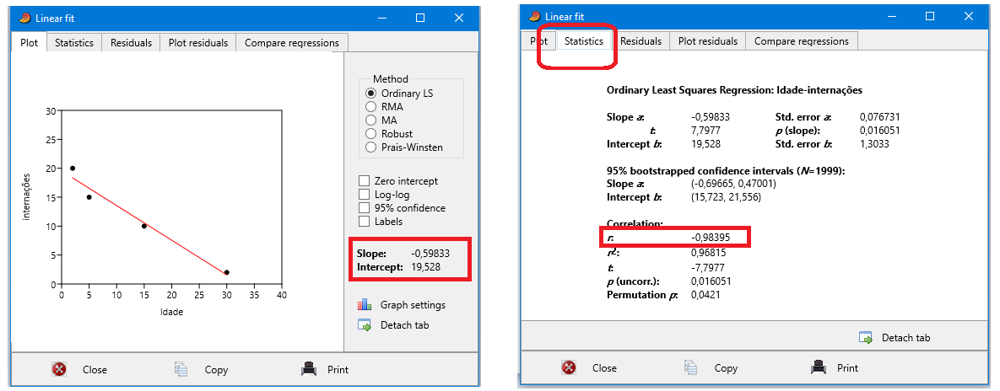 Linear fit
Plot Statistics Residuals Plot residuals Compare regressions
30
25
20
15
10
5
0
0 5 10 15 20 25 30 35 40
internações
Idade
Method
Ordinary LS
RMA
MA
Robust
Prais-Winsten
Zero intercept
Log-log
95% confidence
Labels
Slope: -0,59833
Intercept: 19,528
Graph settings
Detach tab
Close Copy Print
Linear fit
Plot Statistics Residuals Plot residuals Compare regressions
Ordinary Least Squares Regression: Idade-internações
Slope a: -0,59833 Std. error a: 0,076731
t: 7,7977 p (slope): 0,016051
Intercept b: 19,528 Std. error b: 1,3033
95% bootstrapped confidence intervals (N=1999):
Slope a: (-0,69665, 0,47001)
Intercept b: (15,723, 21,556)
Correlation:
r: -0,98395
r²: 0,96815
t: -7,7977
p (uncorr.): 0,016051
Permutation p: 0,0421
Detach tab
Close Copy Print